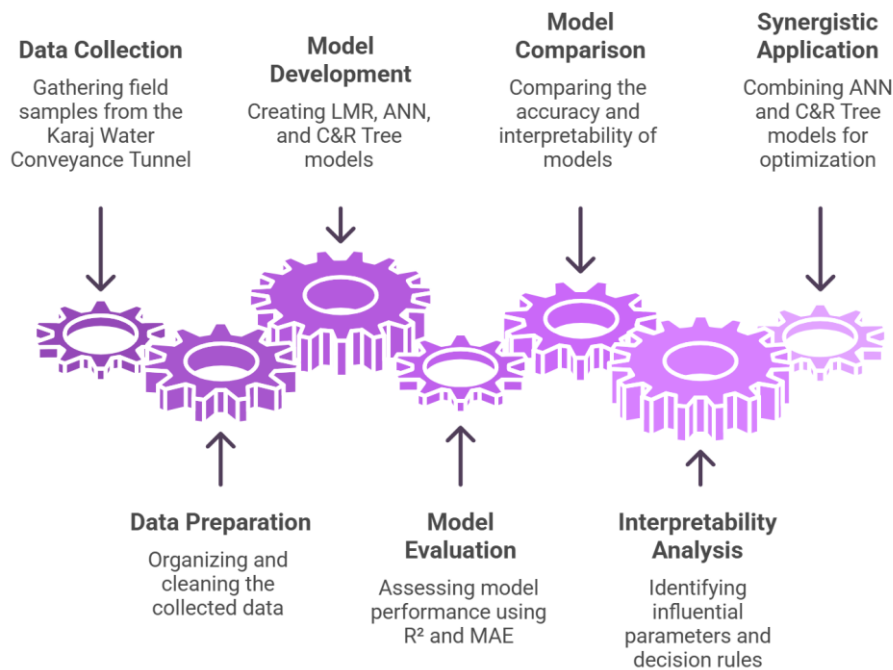 Data Collection
Gathering field
samples from the
Karaj Water
Conveyance Tunnel
Model
Development
Creating LMR, ANN,
and C&R Tree
models
Model
Comparison
Comparing the
accuracy and
interpretability of
models
Synergistic
Application
Combining ANN
and C&R Tree
models for
optimization
Data Preparation
Organizing and
cleaning the
collected data
Model
Evaluation
Assessing model
performance using
R² and MAE
Interpretability
Analysis
Identifying
influential
parameters and
decision rules